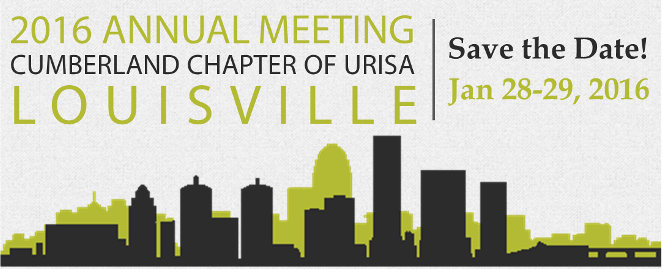 2016 ANNUAL MEETING
CUMBERLAND CHAPTER OF URISA
LOUISVILLE
Save the Date!
Jan 28-29, 2016